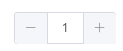 — 1 +